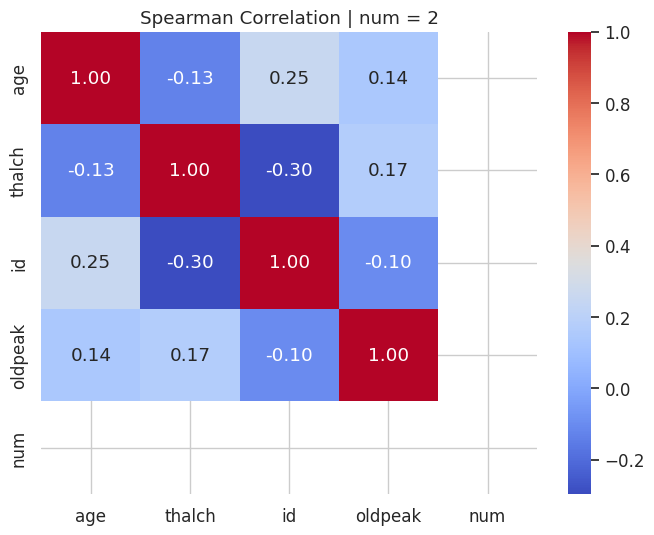 Spearman Correlation | num = 2
age 1.00 -0.13 0.25 0.14
thalch -0.13 1.00 -0.30 0.17
id 0.25 -0.30 1.00 -0.10
oldpeak 0.14 0.17 -0.10 1.00
num
age thalch id oldpeak num
1.0
0.8
0.6
0.4
0.2
0.0
−0.2